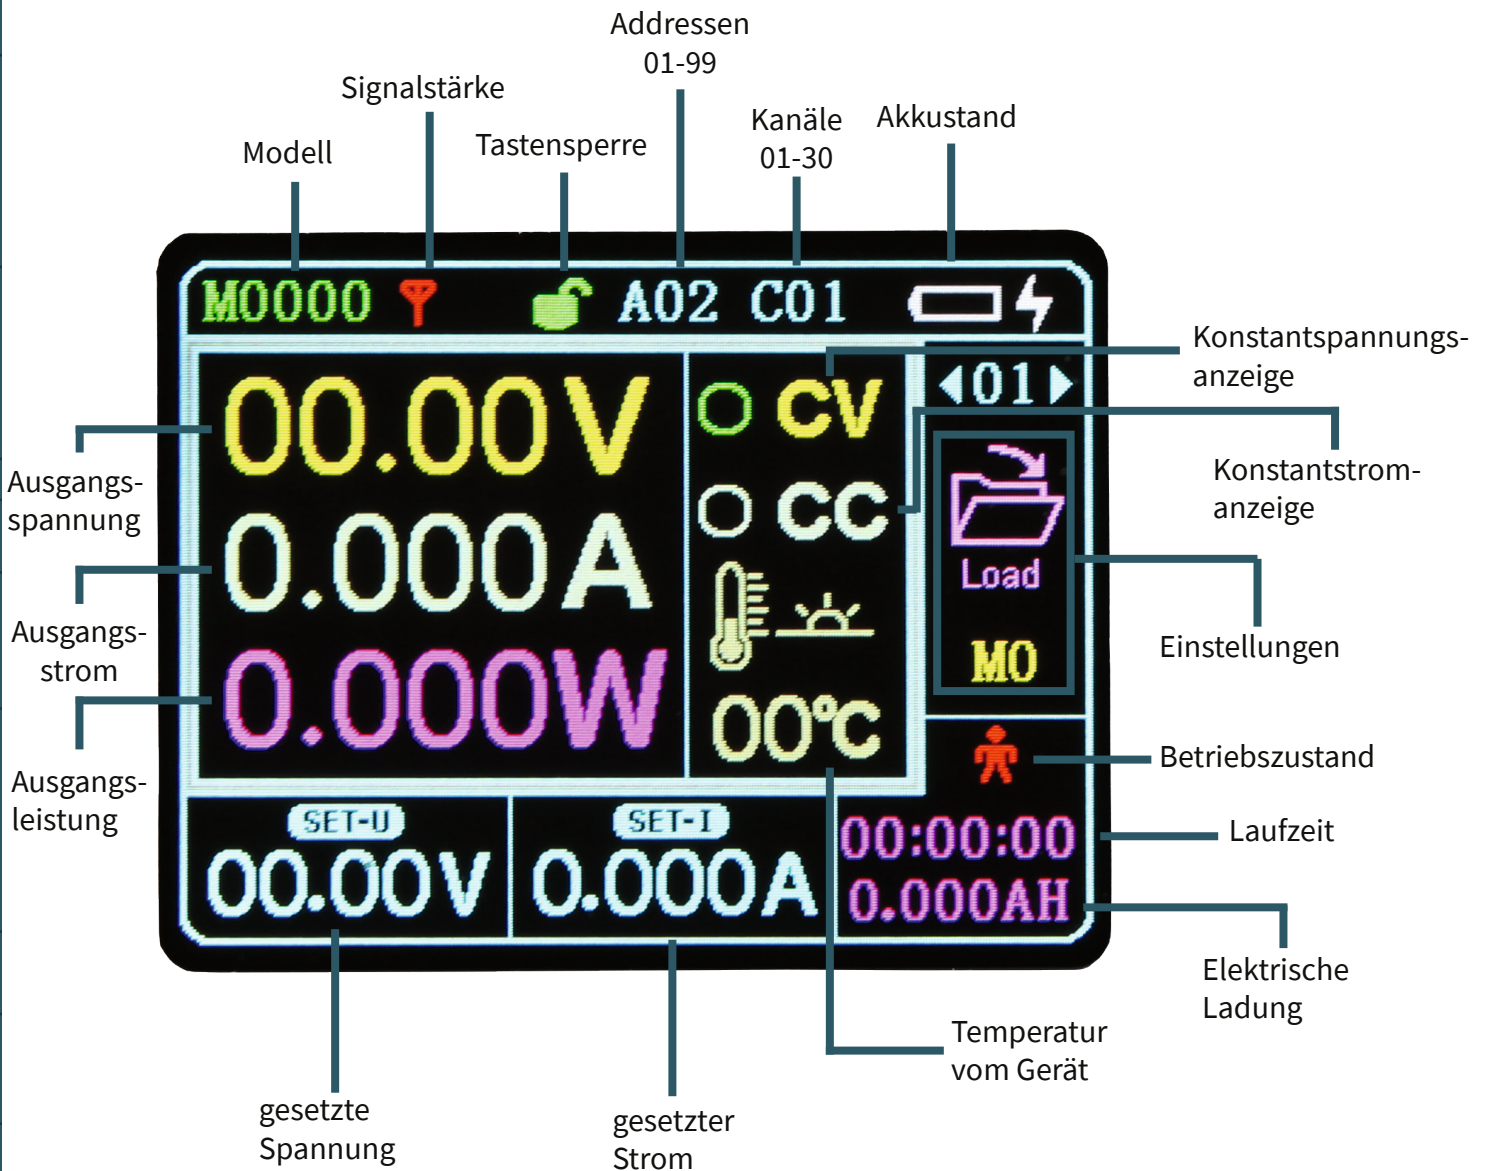 Addressen
01-99
Signalstärke
Kanäle
01-30
Akkustand
Modell
Tastensperre
M0000
A02 C01
Konstantspannungs-
anzeige
00.00V
CV
01
Ausgangs-
spannung
CC
Konstantstrom-
anzeige
0.000A
Load
Ausgangs-
strom
M0
Einstellungen
0.000W
00℃
Betriebszustand
Ausgangs-
leistung
SET-U
SET-I
00:00:00
Laufzeit
00.00V
0.000A
0.000AH
Elektrische
Ladung
Temperatur
vom Gerät
gesetzte
Spannung
gesetzter
Strom